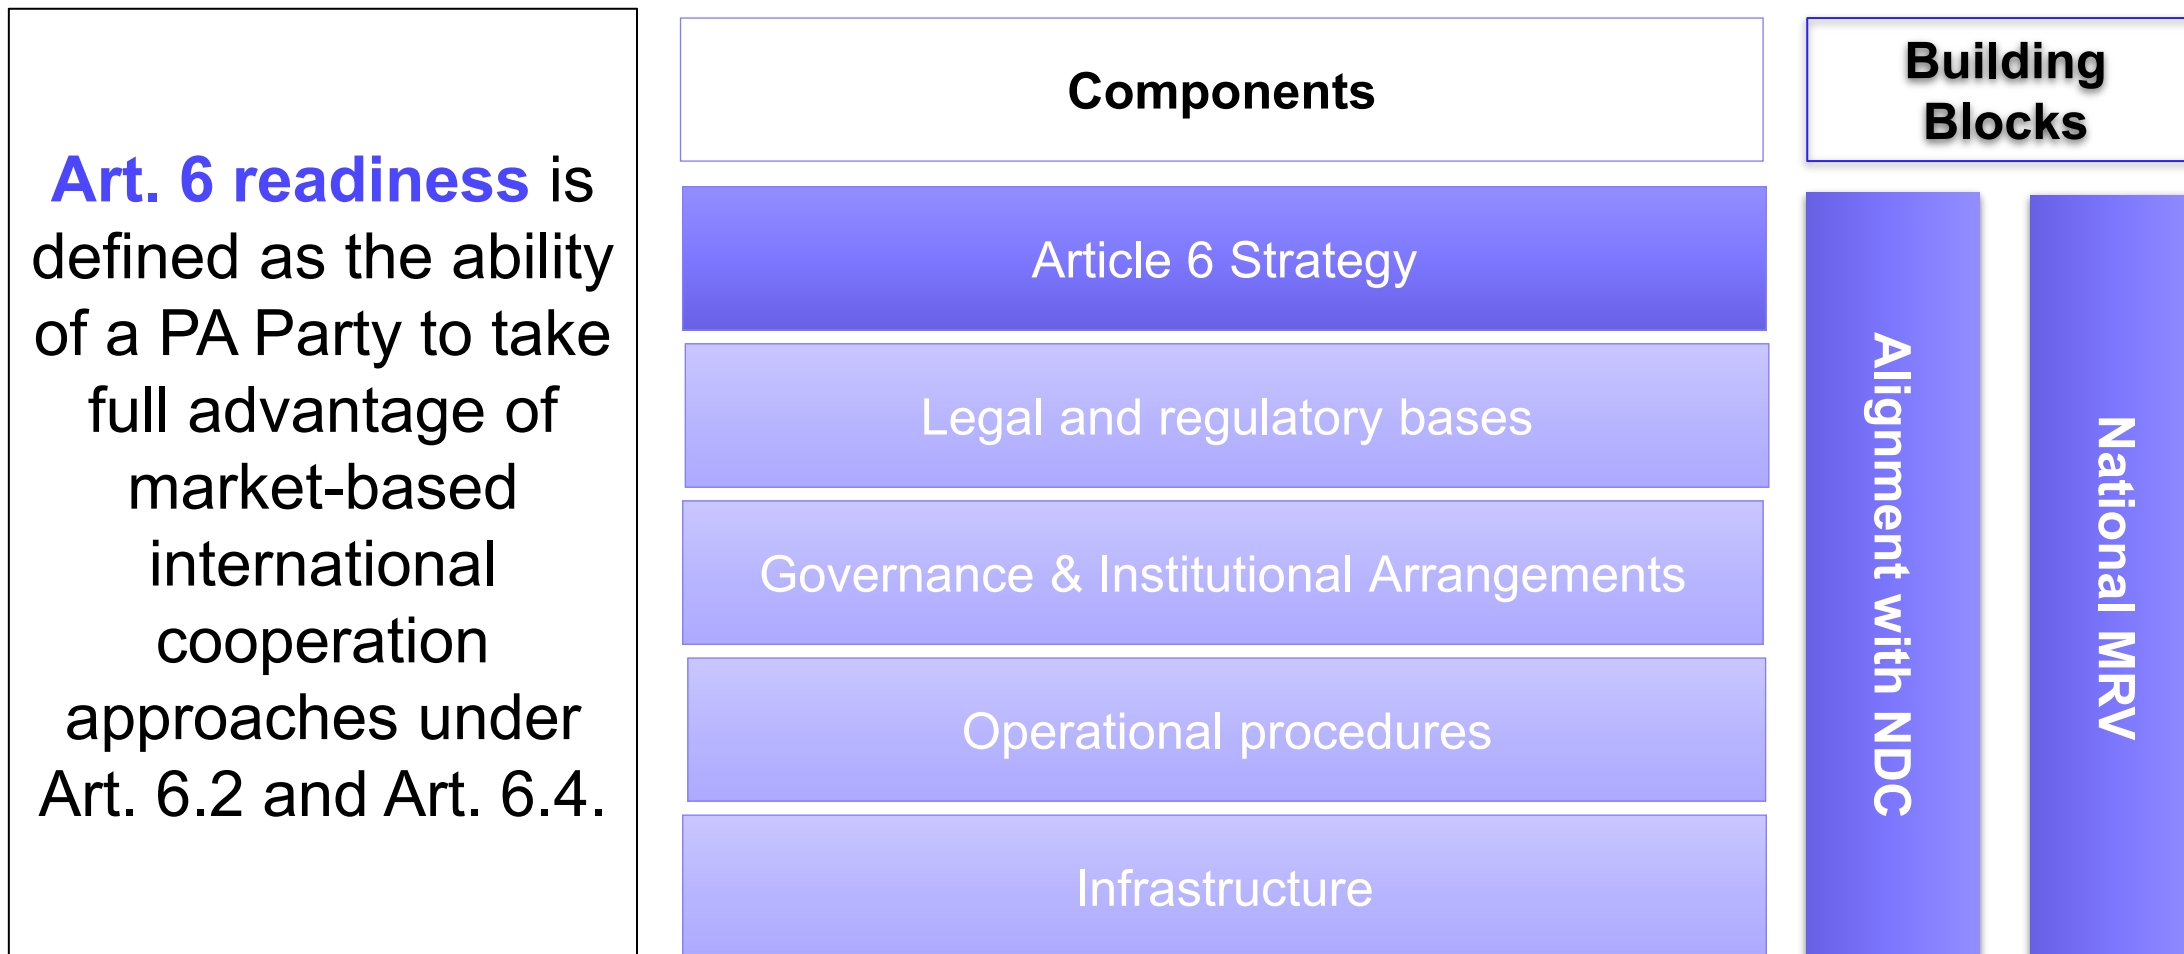 Art. 6 readiness is
defined as the ability
of a PA Party to take
full advantage of
market-based
international
cooperation
approaches under
Art. 6.2 and Art. 6.4.
Components
Article 6 Strategy
Legal and regulatory bases
Governance & Institutional Arrangements
Operational procedures
Infrastructure
Building
Blocks
Alignment with NDC
National MRV